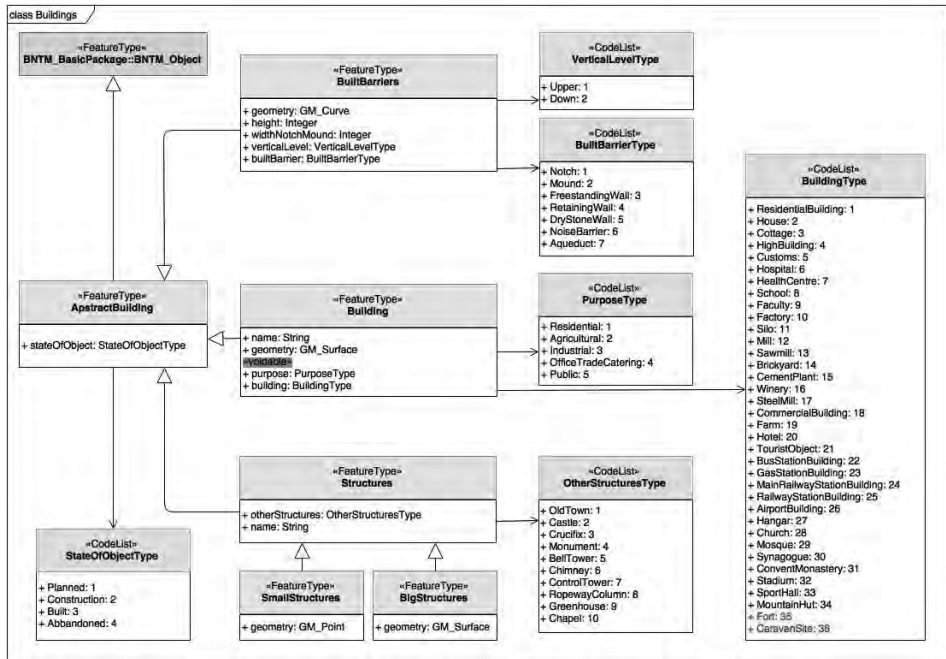 class Buildings
«FeatureType»
BNTM_BasicPackage::BNTM_Object
«FeatureType»
BuiltBarriers
+ geometry: GM_Curve
+ height: Integer
+ widthNotchMound: Integer
+ verticalLevel: VerticalLevelType
+ builtBarrier: BuiltBarrierType
«CodeList»
VerticalLevelType
+ Upper: 1
+ Down: 2
«CodeList»
BuiltBarrierType
+ Notch: 1
+ Mound: 2
+ FreestandingWall: 3
+ RetainingWall: 4
+ DryStoneWall: 5
+ NoiseBarrier: 6
+ Aqueduct: 7
«CodeList»
BuildingType
+ ResidentialBuilding: 1
+ House: 2
+ Cottage: 3
+ HighBuilding: 4
+ Customs: 5
+ Hospital: 6
+ HealthCentre: 7
+ School: 8
+ Faculty: 9
+ Factory: 10
+ Silo: 11
+ Mill: 12
+ Sawmill: 13
+ Brickyard: 14
+ CementPlant: 15
+ Winery: 16
+ SteelMill: 17
+ CommercialBuilding: 18
+ Farm: 19
+ Hotel: 20
+ TouristObject: 21
+ BusStationBuilding: 22
+ GasStationBuilding: 23
+ MainRailwayStationBuilding: 24
+ RailwayStationBuilding: 25
+ AirportBuilding: 26
+ Hangar: 27
+ Church: 28
+ Mosque: 29
+ Synagogue: 30
+ ConventMonastery: 31
+ Stadium: 32
+ SportHall: 33
+ MountainHut: 34
+ Fort: 35
+ CaravanSite: 36
«FeatureType»
ApstractBuilding
+ stateOfObject: StateOfObjectType
«FeatureType»
Building
+ name: String
+ geometry: GM_Surface
«voidable»
+ purpose: PurposeType
+ building: BuildingType
«CodeList»
PurposeType
+ Residential: 1
+ Agricultural: 2
+ Industrial: 3
+ OfficeTradeCatering: 4
+ Public: 5
«FeatureType»
Structures
+ otherStructures: OtherStructuresType
+ name: String
«CodeList»
OtherStructuresType
+ OldTown: 1
+ Castle: 2
+ Crucifix: 3
+ Monument: 4
+ BellTower: 5
+ Chimney: 6
+ ControlTower: 7
+ RopewayColumn: 8
+ Greenhouse: 9
+ Chapel: 10
«CodeList»
StateOfObjectType
+ Planned: 1
+ Construction: 2
+ Built: 3
+ Abbandoned: 4
«FeatureType»
SmallStructures
+ geometry: GM_Point
«FeatureType»
BigStructures
+ geometry: GM_Surface